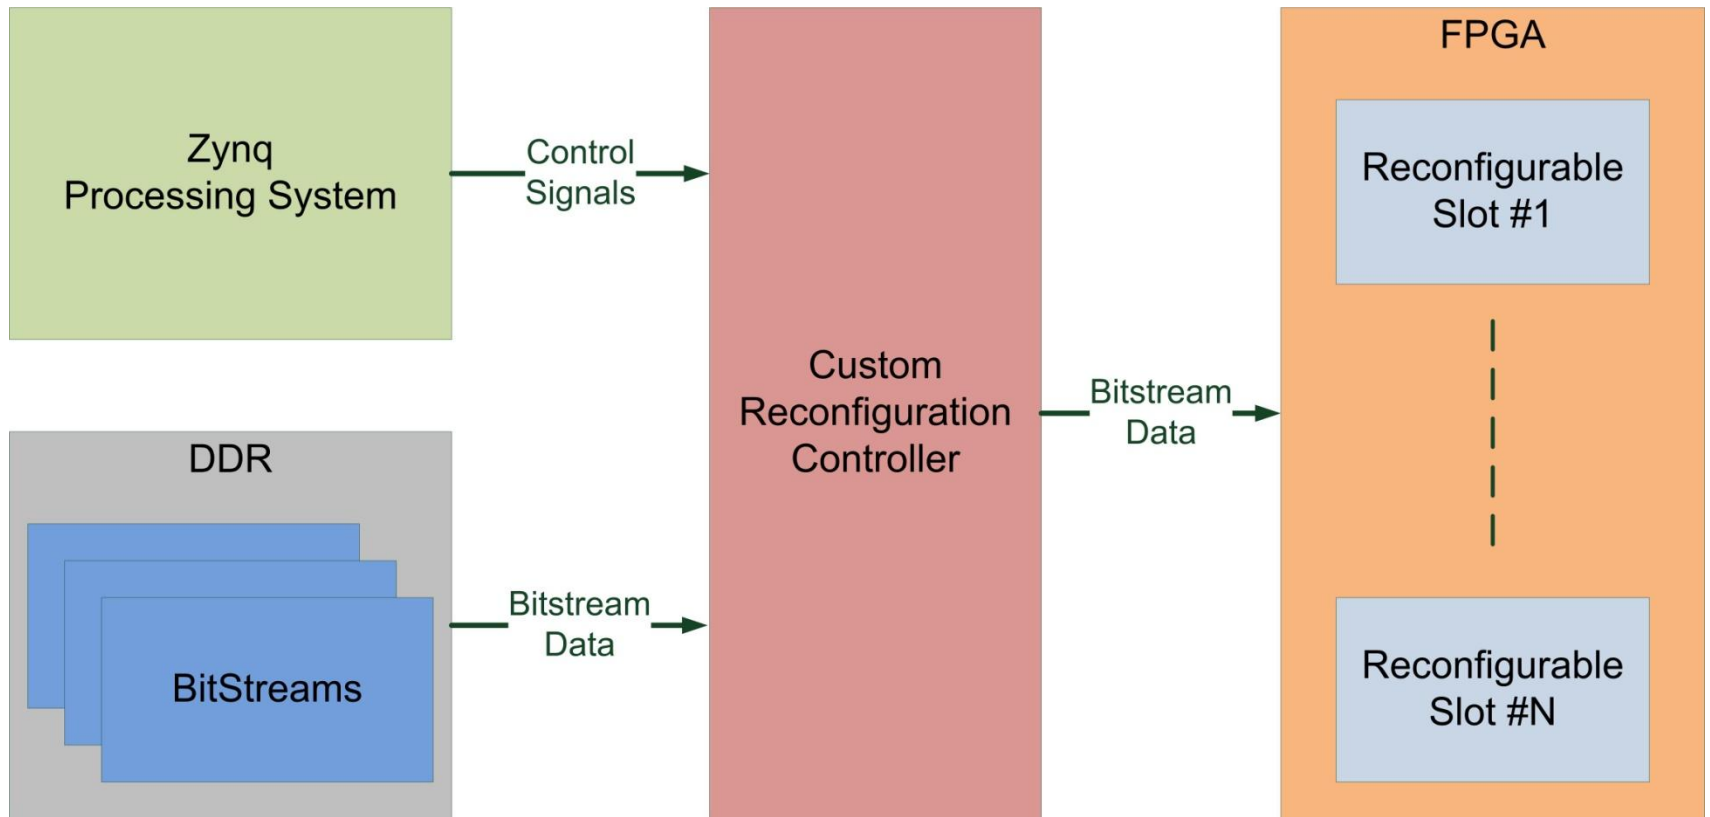 Zynq
Processing System
Control
Signals
DDR
BitStreams
Bitstream
Data
Custom
Reconfiguration
Controller
Bitstream
Data
FPGA
Reconfigurable
Slot #1
Reconfigurable
Slot #N